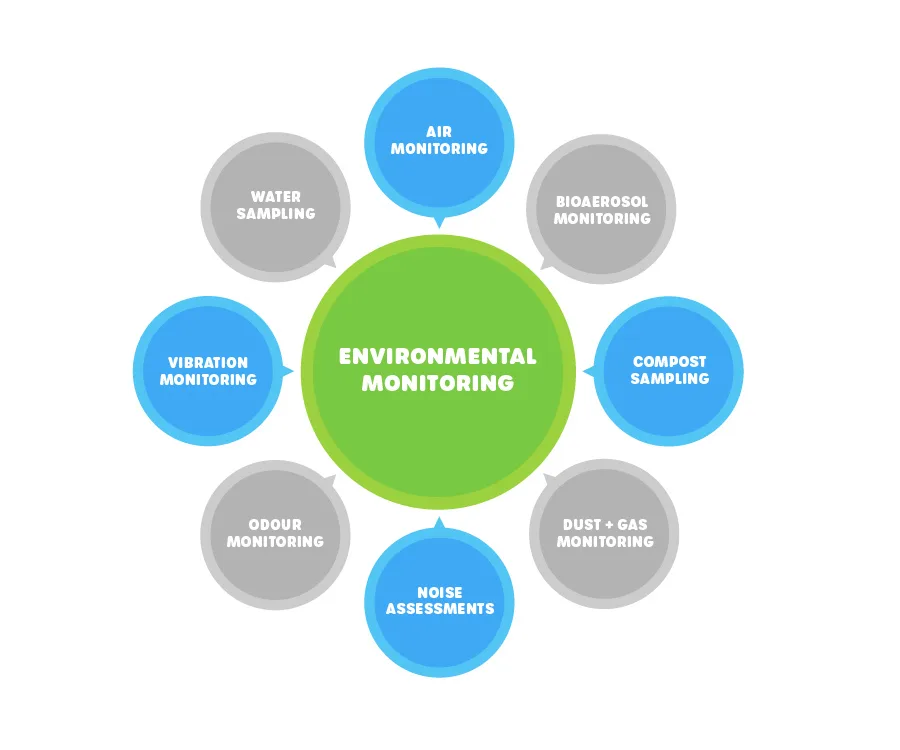 AIR
MONITORING
BIOAEROSOL
MONITORING
COMPOST
SAMPLING
DUST + GAS
MONITORING
NOISE
ASSESSMENTS
ODOUR
MONITORING
VIBRATION
MONITORING
WATER
SAMPLING
ENVIRONMENTAL
MONITORING